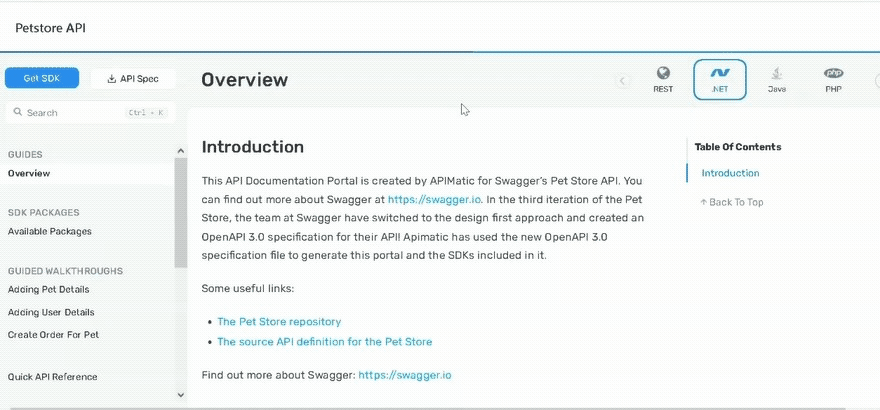 Petstore API
Get SDK
API Spec
Search
Ctrl + K
GUIDES
Overview
SDK PACKAGES
Available Packages
GUIDED WALKTHROUGHS
Adding Pet Details
Adding User Details
Create Order For Pet
Quick API Reference
Overview
REST
.NET
Java
php
PHP
Introduction
This API Documentation Portal is created by APIMatic for Swagger's Pet Store API. You
can find out more about Swagger at https://swagger.io. In the third iteration of the Pet
Store, the team at Swagger have switched to the design first approach and created an
OpenAPI 3.0 specification for their API! Apimatic has used the new OpenAPI 3.0
specification file to generate this portal and the SDKs included in it.
Some useful links:
• The Pet Store repository
• The source API definition for the Pet Store
Find out more about Swagger: https://swagger.io
Table Of Contents
Introduction
↑ Back To Top